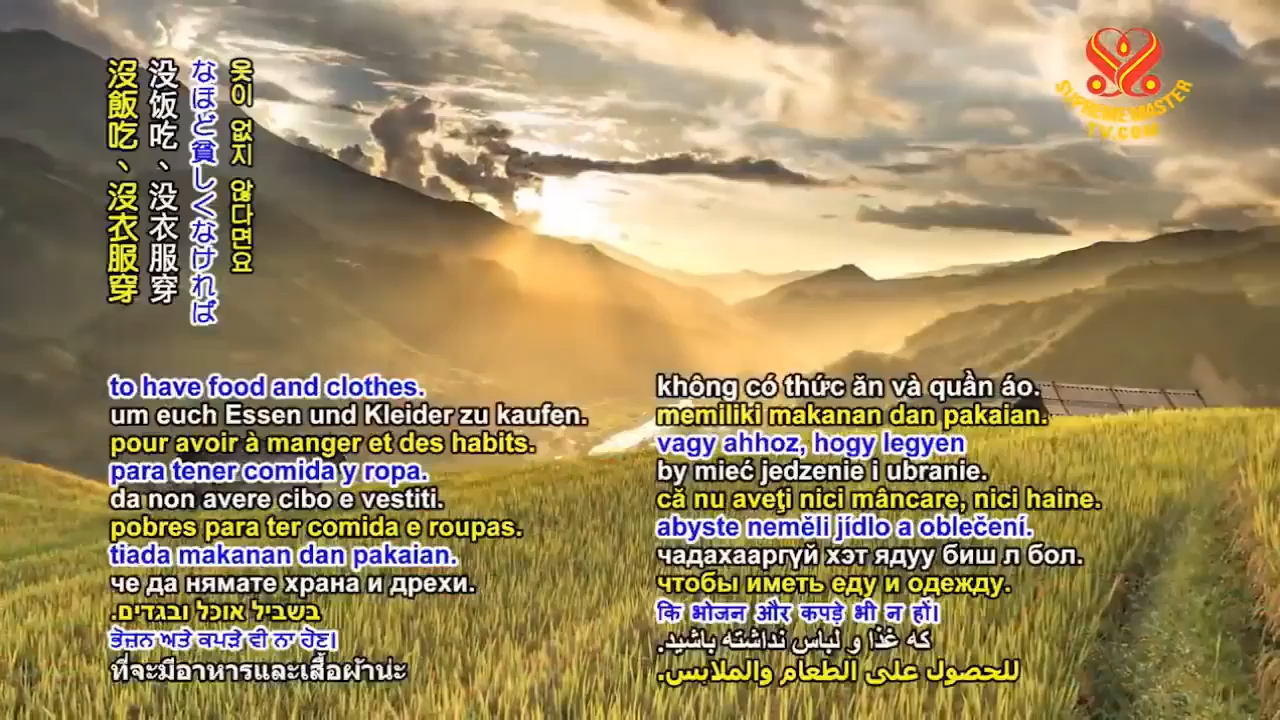 沒飯吃、沒衣服穿
没饭吃、没衣服穿
なほど貧しくなければ
옷이 없지 않다면요
SUPREME MASTER
TV.COM
to have food and clothes.
um euch Essen und Kleider zu kaufen.
pour avoir à manger et des habits.
para tener comida y ropa.
da non avere cibo e vestiti.
pobres para ter comida e roupas.
tiada makanan dan pakaian.
че да нямате храна и дрехи.
בשביל אוכל ובגדים.
ਭੋਜ਼ਨ ਅਤੇ ਕਪੜੇ ਵੀ ਨਾ ਹੋਣ।
ที่จะมีอาหารและเสื้อผ้าน่ะ
không có thức ăn và quần áo.
memiliki makanan dan pakaian.
vagy ahhoz, hogy legyen
by mieć jedzenie i ubranie.
că nu aveţi nici mâncare, nici haine.
abyste neměli jídlo a oblečení.
чадахааргүй хэт ядуу биш л бол.
чтобы иметь еду и одежду.
कि भोजन और कपड़े भी न हों।
که غذا و لباس نداشته باشید.
للحصول على الطعام والملابس.